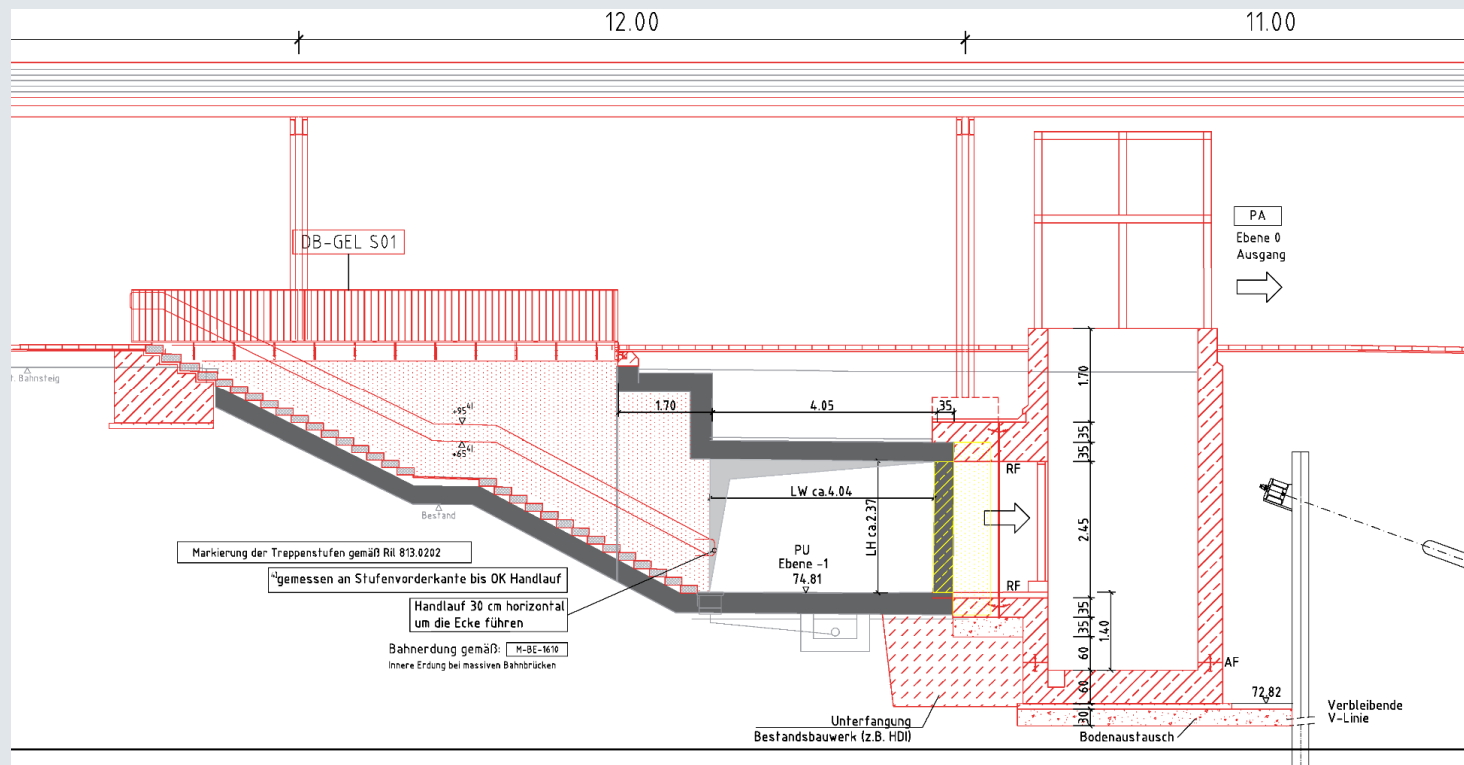 12.00
11.00
PA
Ebene 0
Ausgang
DB-GEL S01
Bahnsteig
1.70
4.05
35
1.70
35
35
+95⁴⁾
+65⁴⁾
Bestand
LW ca.4.04
LH ca.2.37
RF
2.45
PU
Ebene -1
74.81
RF
Markierung der Treppenstufen gemäß Ril 813.0202
⁴⁾gemessen an Stufenvorderkante bis OK Handlauf
Handlauf 30 cm horizontal
um die Ecke führen
Bahnerdung gemäß: M-BE-1610
Innere Erdung bei massiven Bahnbrücken
35
35
1.40
60
AF
60
30
72.82
Verbleibende
V-Linie
Unterfangung
Bestandsbauwerk (z.B. HDI)
Bodenaustausch